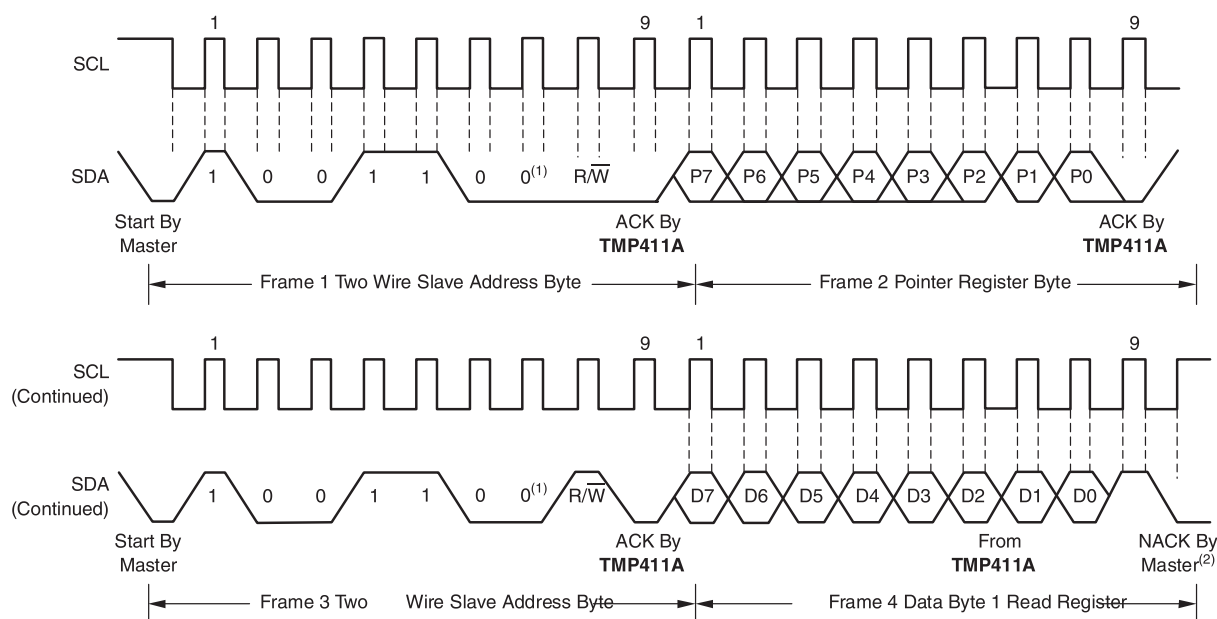 1 9 1 9
SCL
SDA 1 0 0 1 1 0 0(1) R/W̅ P7 P6 P5 P4 P3 P2 P1 P0
Start By
Master
ACK By
TMP411A
ACK By
TMP411A
Frame 1 Two Wire Slave Address Byte
Frame 2 Pointer Register Byte
1 9 1 9
SCL
(Continued)
SDA
(Continued)
1 0 0 1 1 0 0(1) R/W̅ D7 D6 D5 D4 D3 D2 D1 D0
Start By
Master
ACK By
TMP411A
From
TMP411A
NACK By
Master(2)
Frame 3 Two Wire Slave Address Byte
Frame 4 Data Byte 1 Read Register